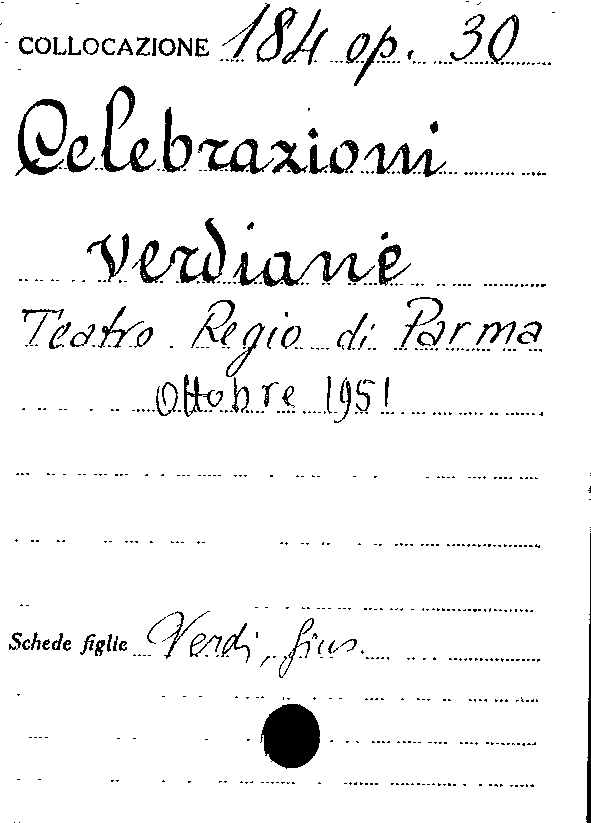 COLLOCAZIONE 184 op. 30
Celebrazioni
verdiane
Teatro Regio di Parma
Ottobre 1951
Schede figlie Verdi, Gius.